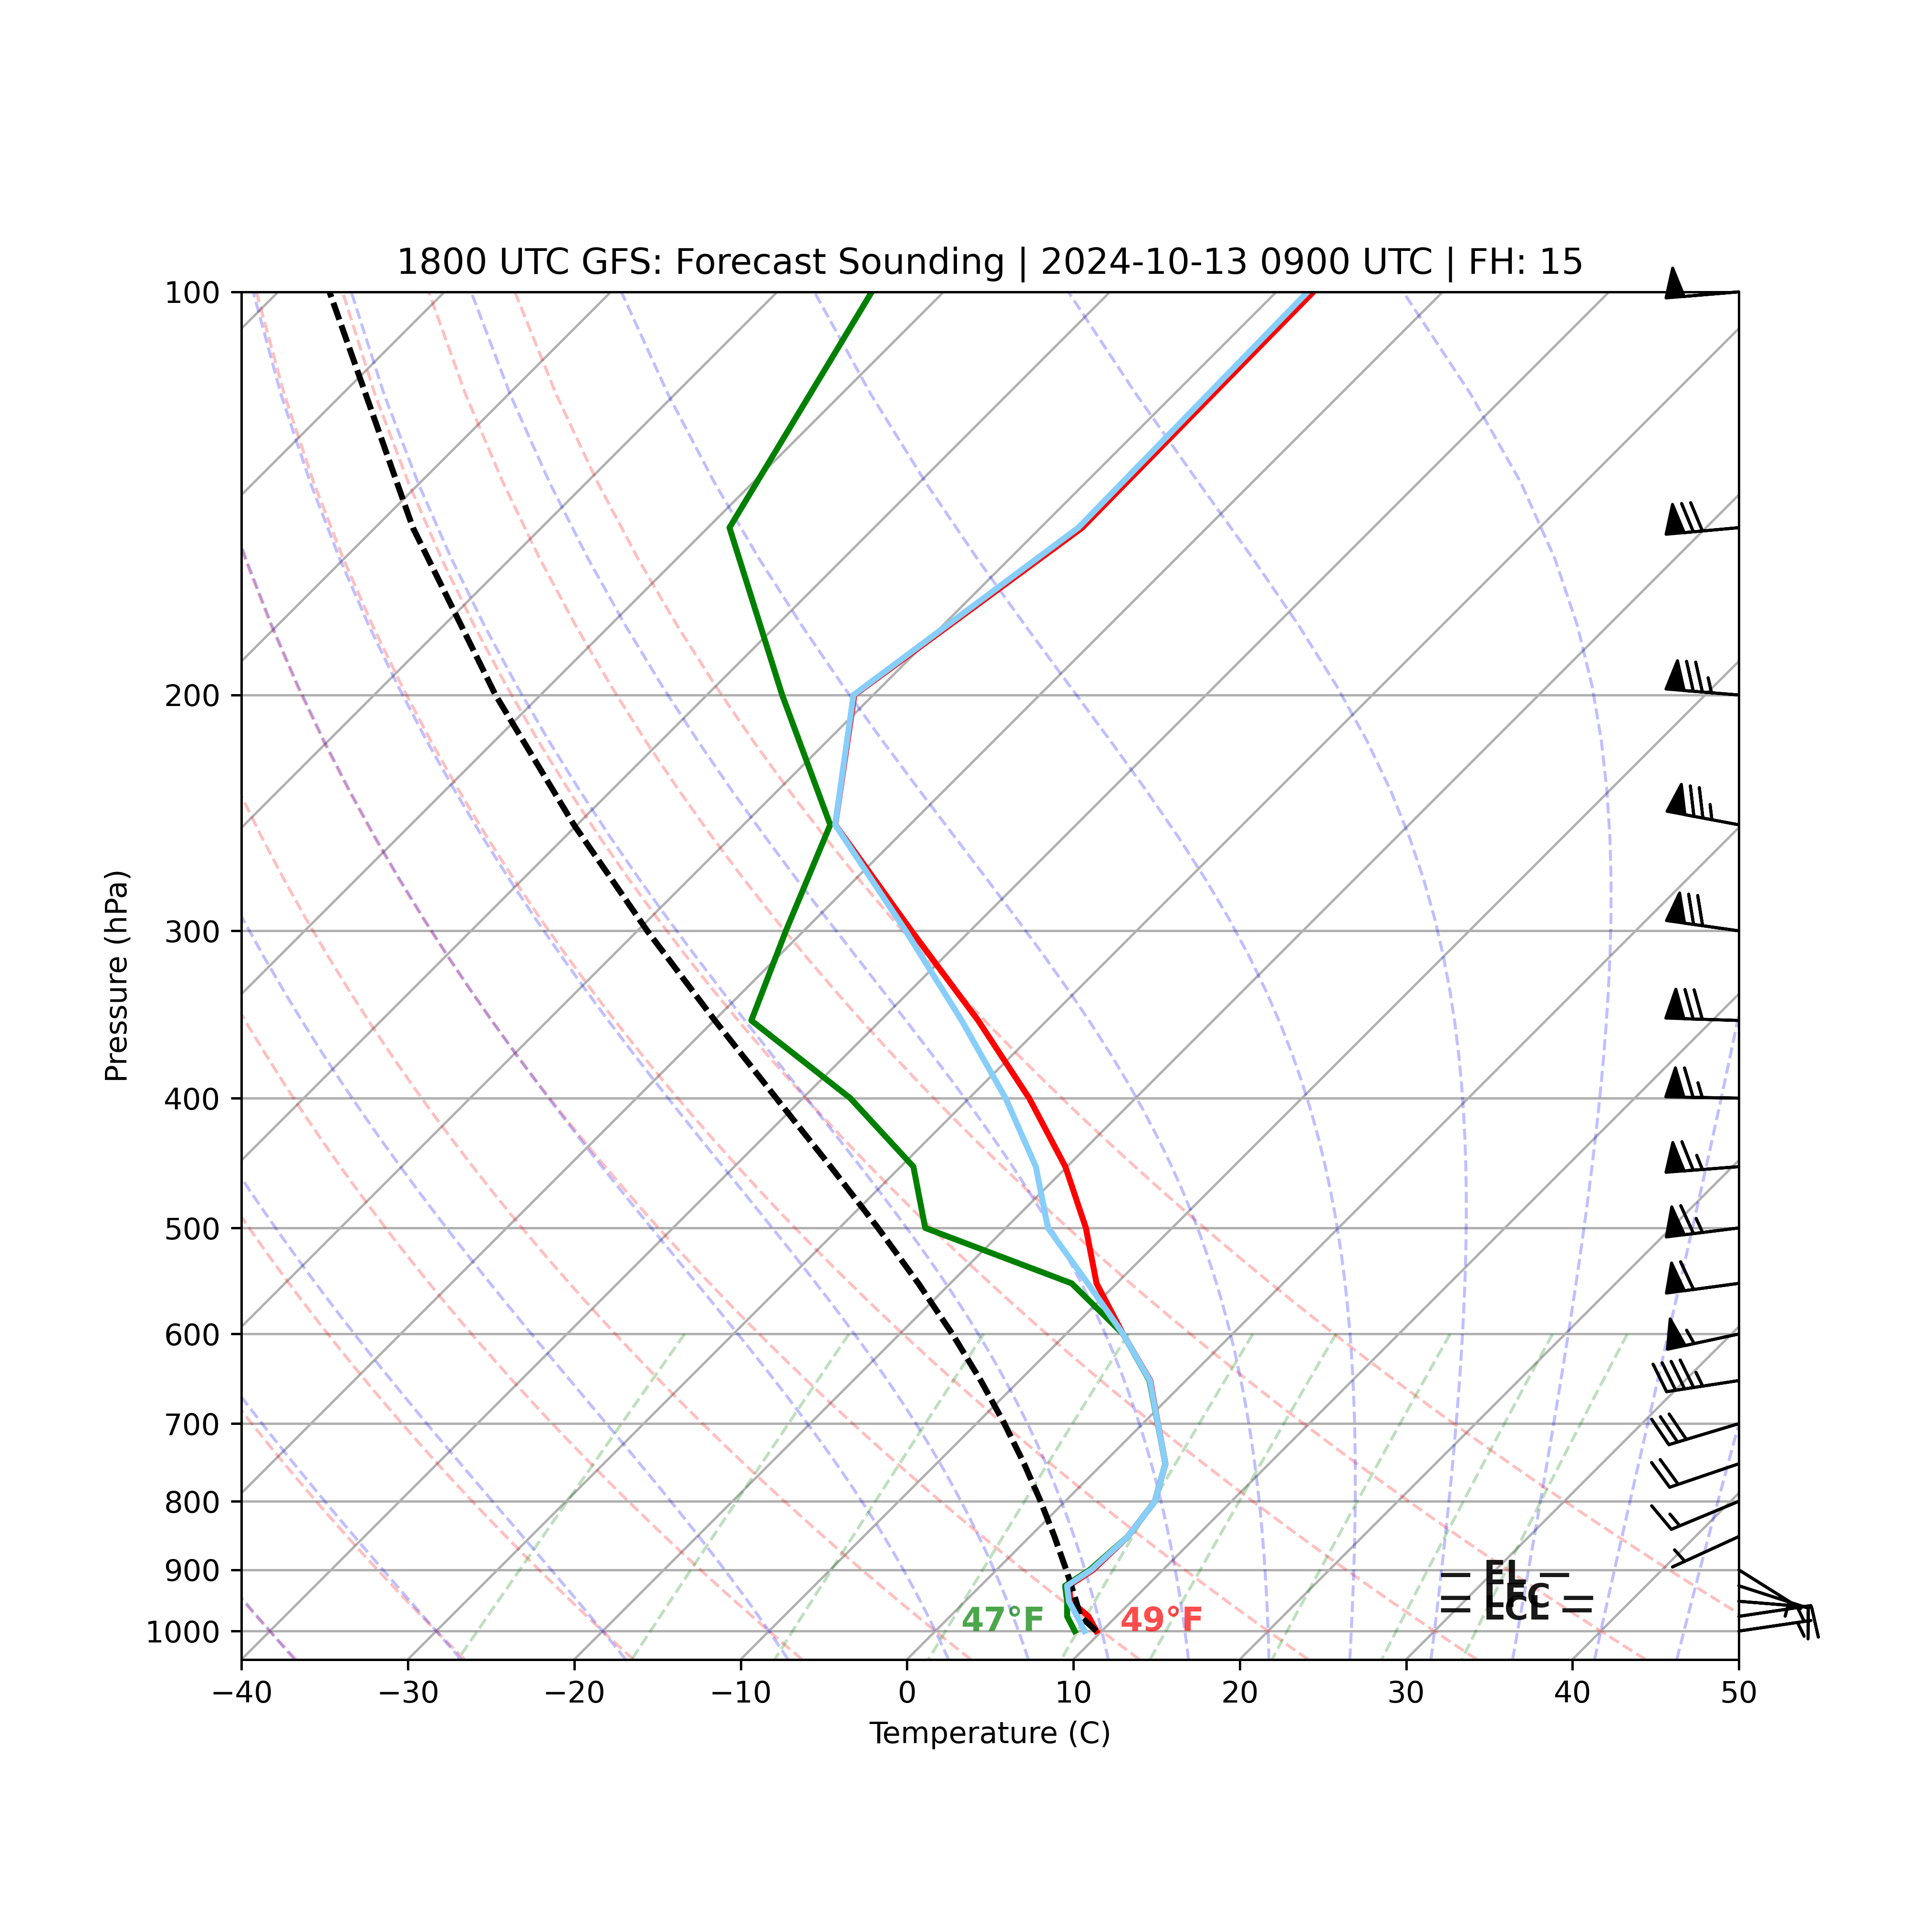 1800 UTC GFS: Forecast Sounding | 2024-10-13 0900 UTC | FH: 15
100
200
300
400
500
600
700
800
900
1000
Pressure (hPa)
— EL —
— LFC —
— LCL —
47°F 49°F
−40 −30 −20 −10 0 10 20 30 40 50
Temperature (C)